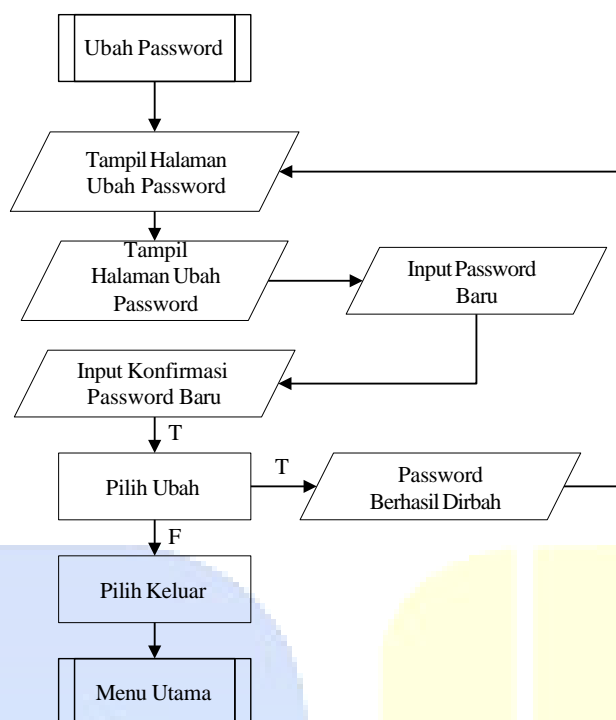 Ubah Password
Tampil Halaman
Ubah Password
Tampil
Halaman Ubah
Password
Input Password
Baru
Input Konfirmasi
Password Baru
T
Pilih Ubah
T
Password
Berhasil Dirbah
F
Pilih Keluar
Menu Utama